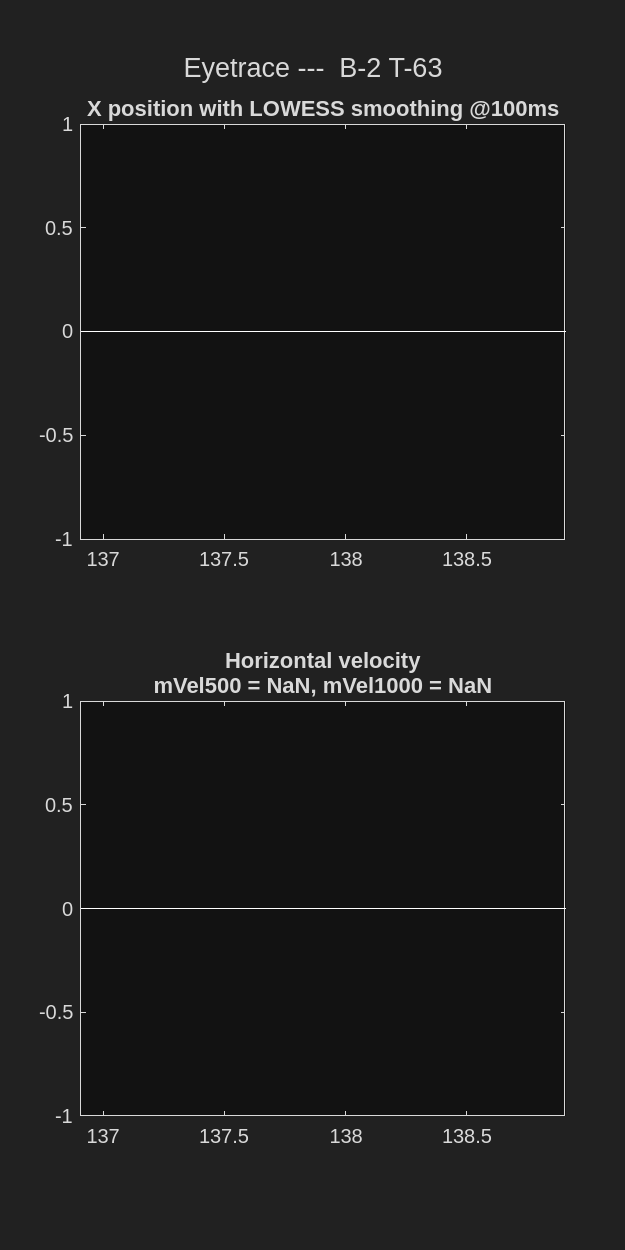 Eyetrace ---  B-2 T-63
X position with LOWESS smoothing @100ms
1
0.5
0
-0.5
-1
137 137.5 138 138.5
Horizontal velocity
mVel500 = NaN, mVel1000 = NaN
1
0.5
0
-0.5
-1
137 137.5 138 138.5